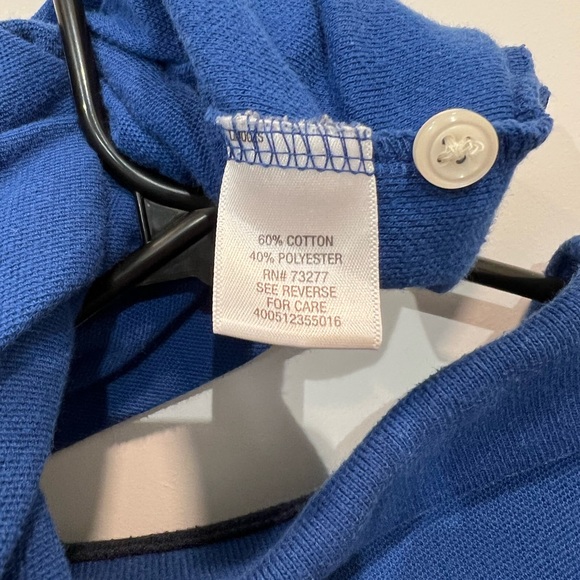 60% COTTON
40% POLYESTER
RN# 73277
SEE REVERSE
FOR CARE
400512355016